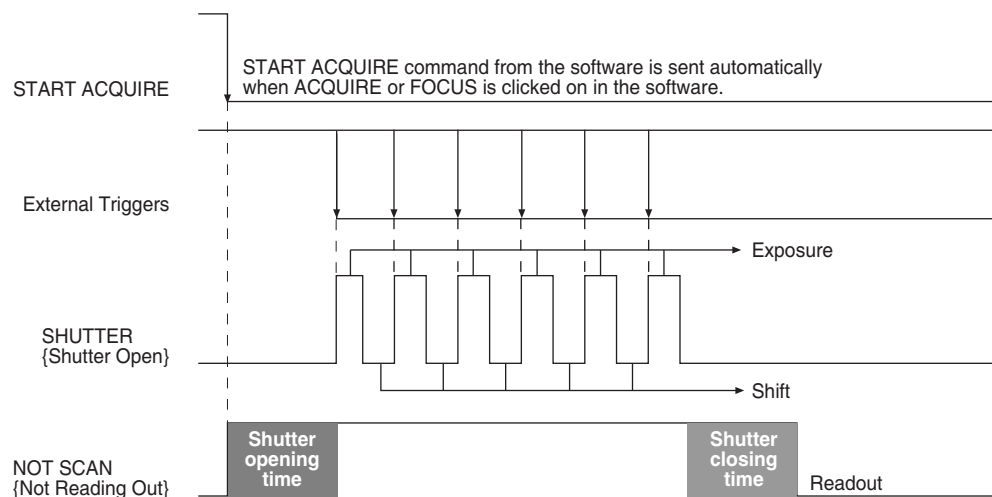 START ACQUIRE
START ACQUIRE command from the software is sent automatically
when ACQUIRE or FOCUS is clicked on in the software.
External Triggers
Exposure
SHUTTER
{Shutter Open}
Shift
NOT SCAN
{Not Reading Out}
Shutter
opening
time
Shutter
closing
time
Readout